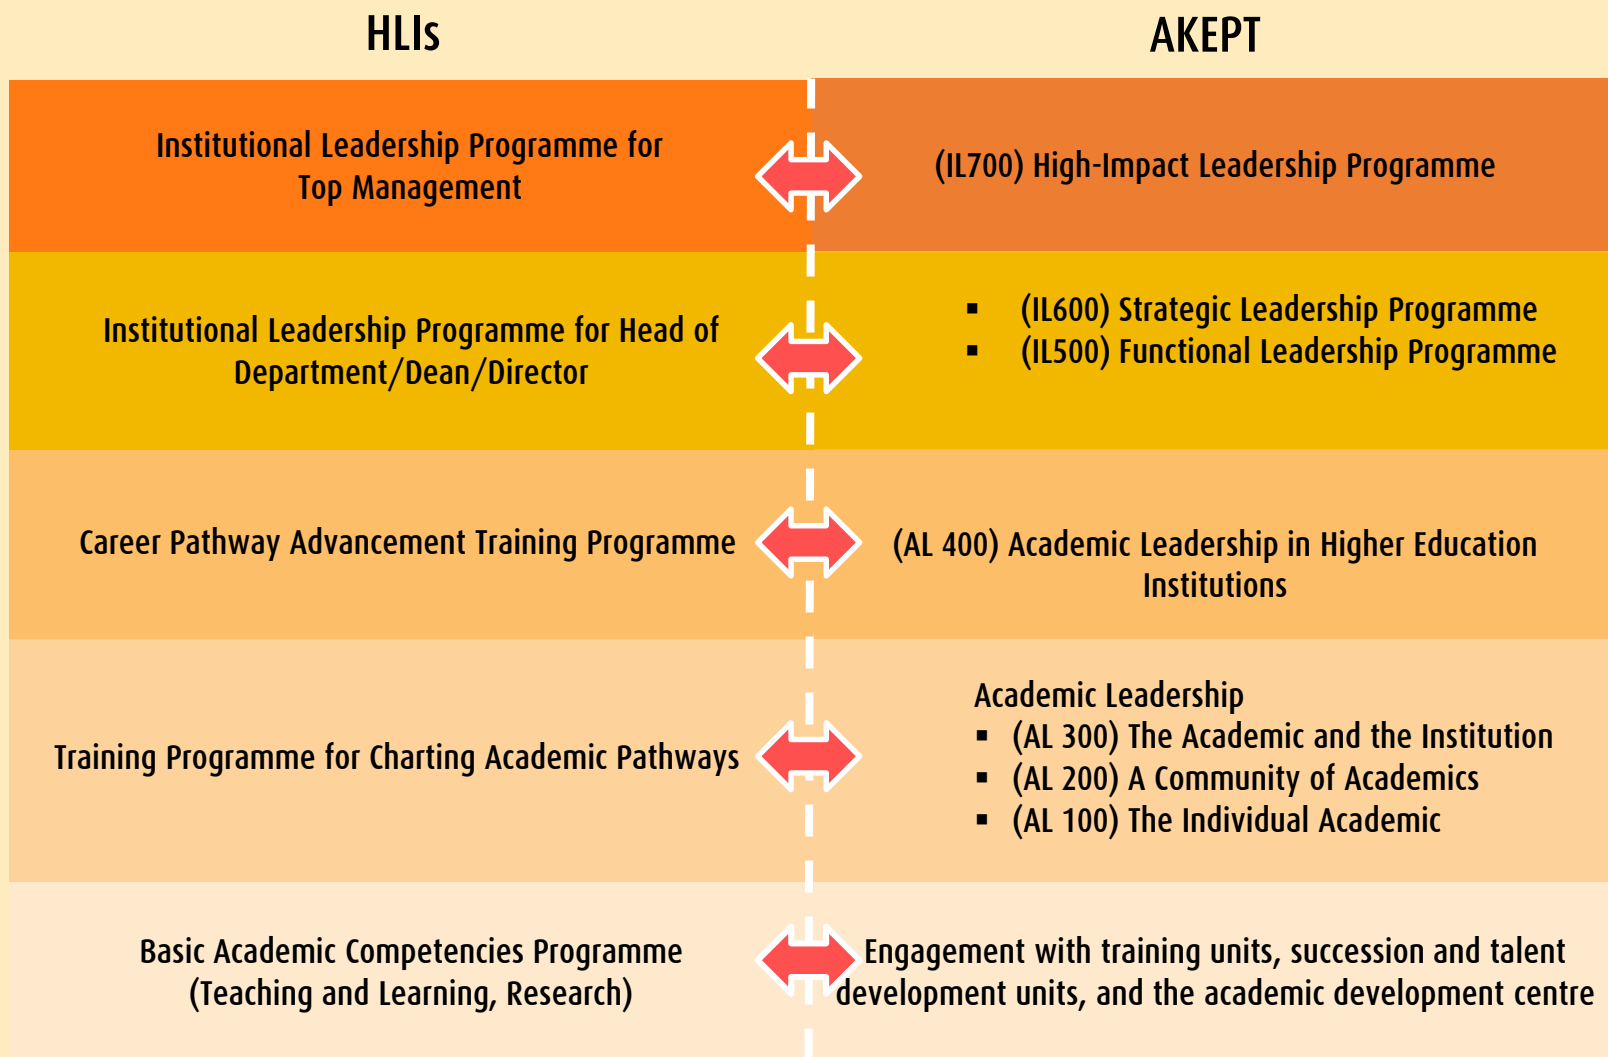 HLIs
AKEPT
Institutional Leadership Programme for
Top Management
(IL700) High-Impact Leadership Programme
Institutional Leadership Programme for Head of
Department/Dean/Director
▪ (IL600) Strategic Leadership Programme
▪ (IL500) Functional Leadership Programme
Career Pathway Advancement Training Programme
(AL 400) Academic Leadership in Higher Education
Institutions
Training Programme for Charting Academic Pathways
Academic Leadership
▪ (AL 300) The Academic and the Institution
▪ (AL 200) A Community of Academics
▪ (AL 100) The Individual Academic
Basic Academic Competencies Programme
(Teaching and Learning, Research)
Engagement with training units, succession and talent
development units, and the academic development centre